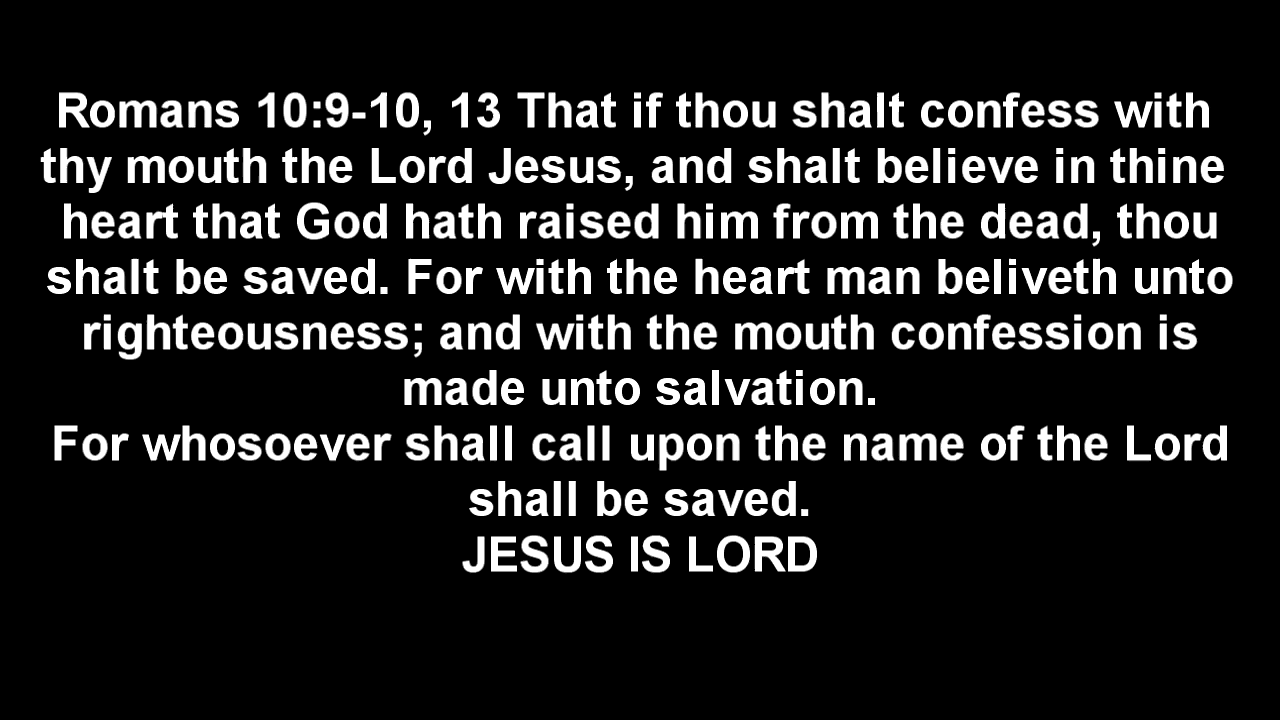 Romans 10:9-10, 13 That if thou shalt confess with
thy mouth the Lord Jesus, and shalt believe in thine
heart that God hath raised him from the dead, thou
shalt be saved. For with the heart man beliveth unto
righteousness; and with the mouth confession is
made unto salvation.
For whosoever shall call upon the name of the Lord
shall be saved.
JESUS IS LORD